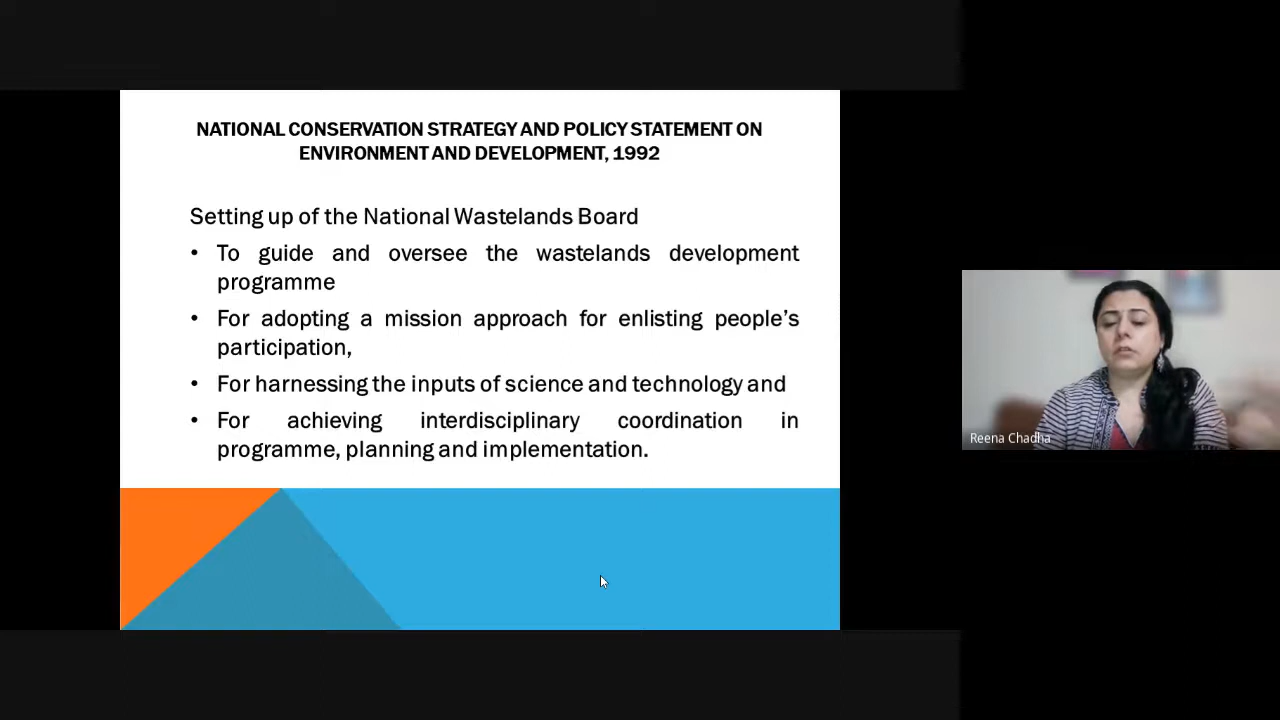 NATIONAL CONSERVATION STRATEGY AND POLICY STATEMENT ON
ENVIRONMENT AND DEVELOPMENT, 1992
Setting up of the National Wastelands Board
• To guide and oversee the wastelands development
programme
• For adopting a mission approach for enlisting people’s
participation,
• For harnessing the inputs of science and technology and
• For achieving interdisciplinary coordination in
programme, planning and implementation.
Reena Chadha